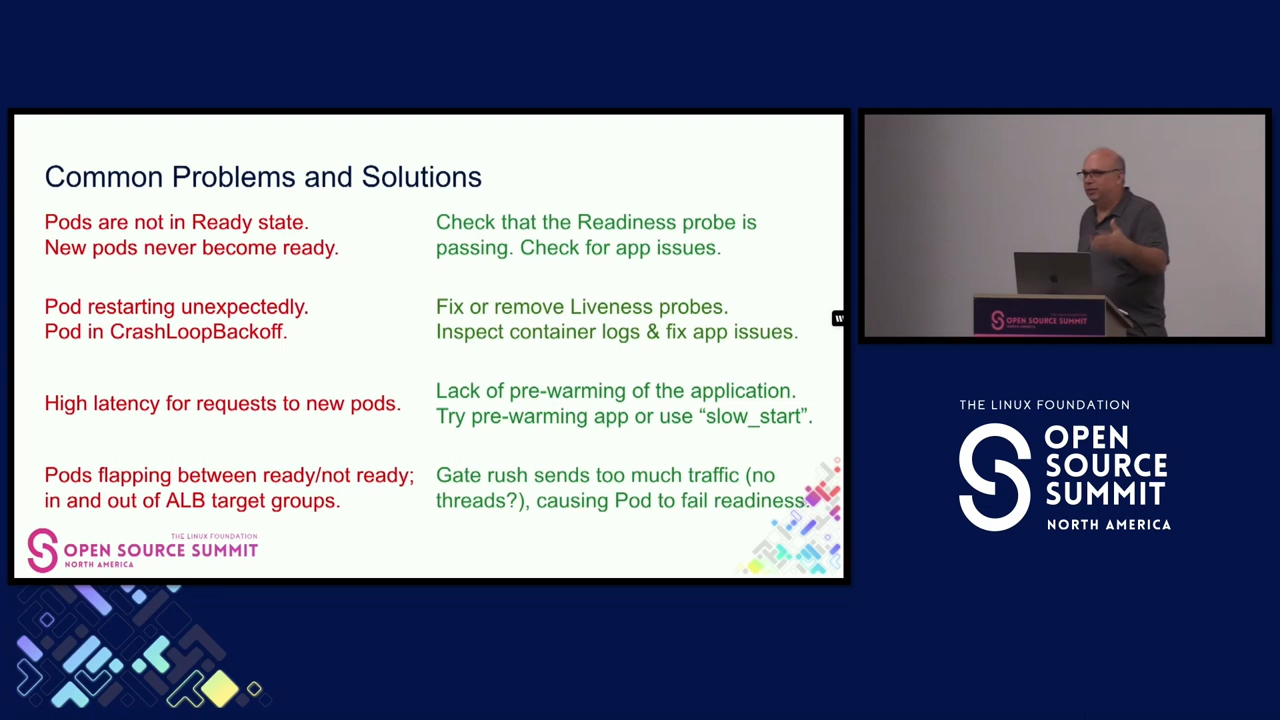 Common Problems and Solutions
Pods are not in Ready state.
New pods never become ready.
Check that the Readiness probe is
passing. Check for app issues.
Pod restarting unexpectedly.
Pod in CrashLoopBackoff.
Fix or remove Liveness probes.
Inspect container logs & fix app issues.
High latency for requests to new pods.
Lack of pre-warming of the application.
Try pre-warming app or use “slow_start”.
Pods flapping between ready/not ready;
in and out of ALB target groups.
Gate rush sends too much traffic (no
threads?), causing Pod to fail readiness.
THE LINUX FOUNDATION
OPEN SOURCE SUMMIT
NORTH AMERICA
OPEN SOURCE SUMMIT
THE LINUX FOUNDATION
OPEN
SOURCE
SUMMIT
NORTH AMERICA